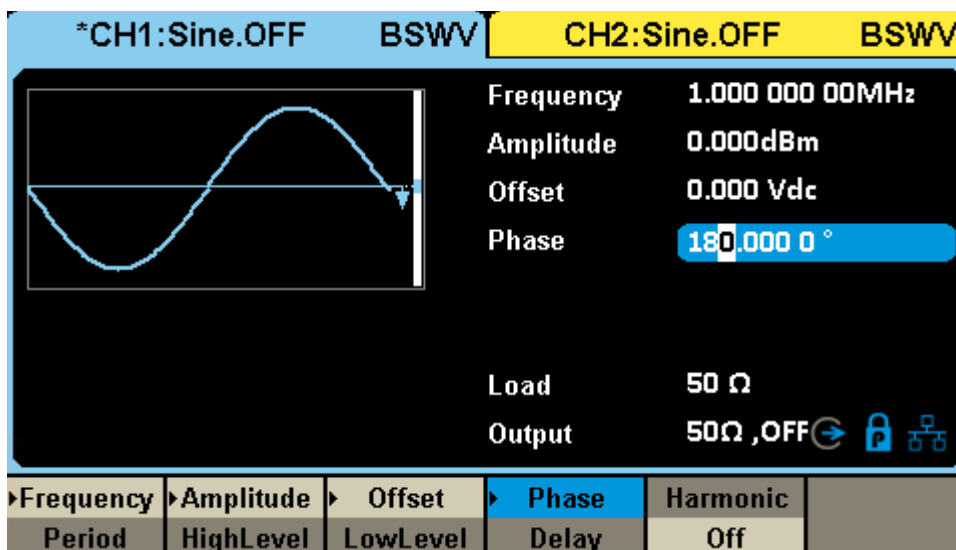 *CH1:Sine.OFF BSWV CH2:Sine.OFF BSWV
Frequency 1.000 000 00MHz
Amplitude 0.000dBm
Offset 0.000 Vdc
Phase 180.000 0 °
Load 50 Ω
Output 50Ω ,OFF P
Frequency Amplitude Offset Phase Harmonic
Period HighLevel LowLevel Delay Off